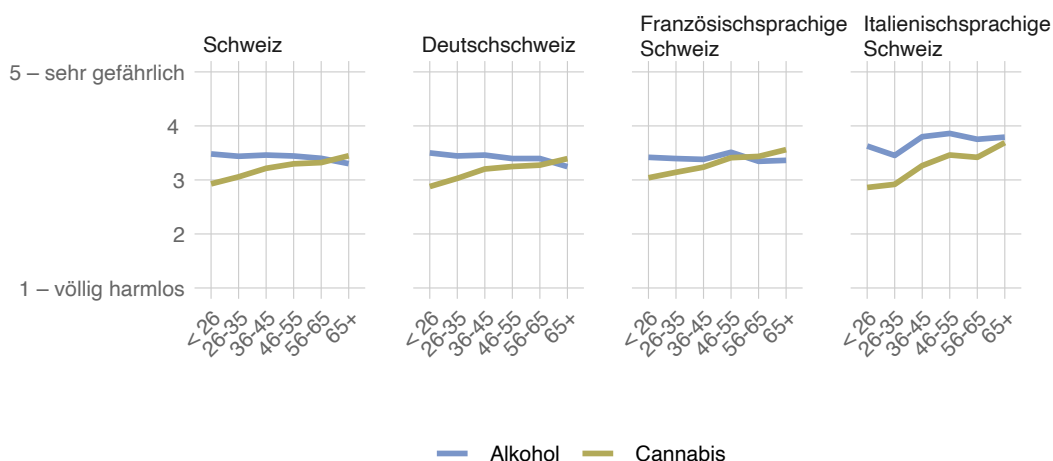 Schweiz
Deutschschweiz
Französischsprachige
Schweiz
Italienischsprachige
Schweiz
5 – sehr gefährlich
4
3
2
1 – völlig harmlos
< 26
26-35
36-45
46-55
56-65
65+
< 26
26-35
36-45
46-55
56-65
65+
< 26
26-35
36-45
46-55
56-65
65+
< 26
26-35
36-45
46-55
56-65
65+
Alkohol
Cannabis